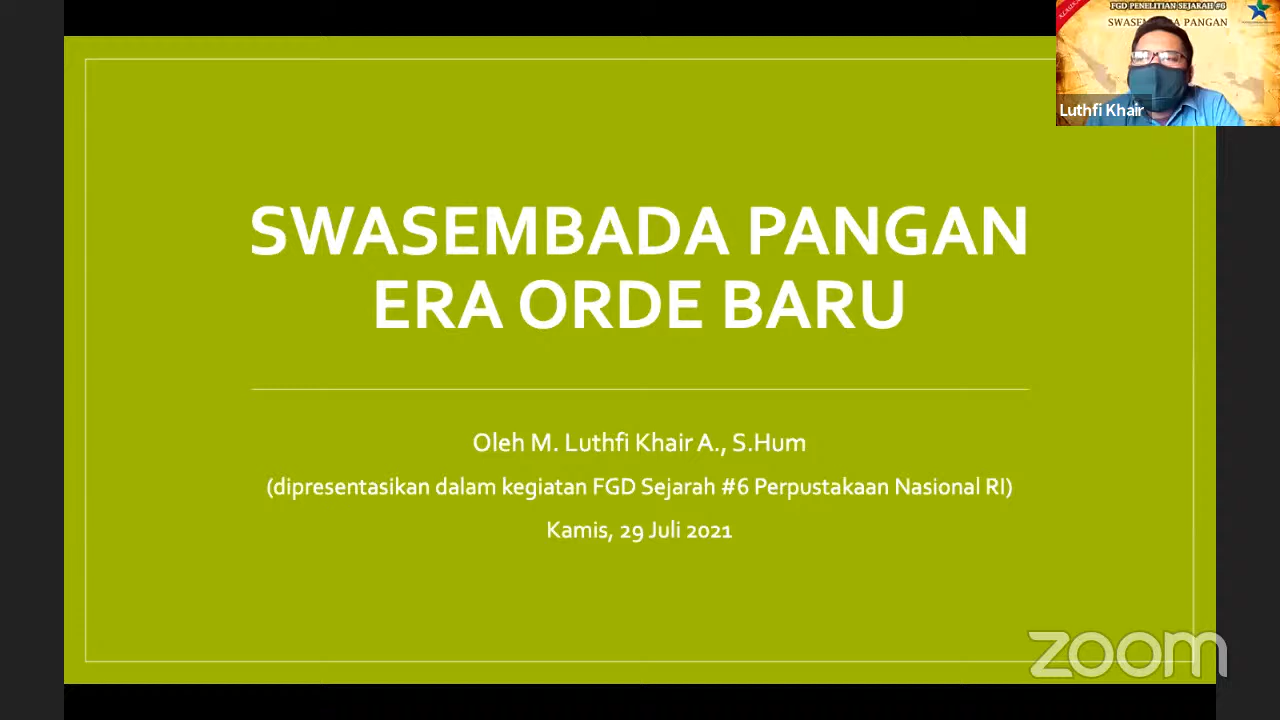 FGD PENELITIAN SEJARAH #6
PANGAN
Luthfi Khair
SWASEMBADA PANGAN
ERA ORDE BARU
Oleh M. Luthfi Khair A., S.Hum
(dipresentasikan dalam kegiatan FGD Sejarah #6 Perpustakaan Nasional RI)
Kamis, 29 Juli 2021
zoom